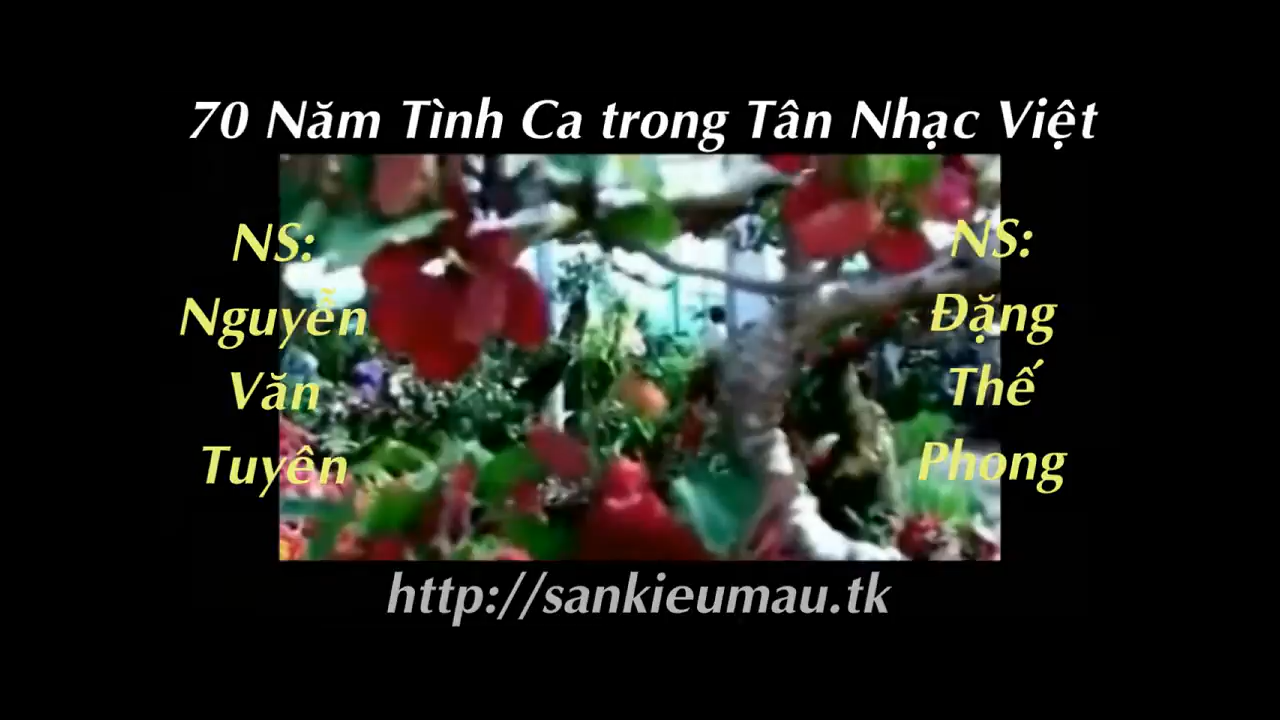 70 Năm Tình Ca trong Tân Nhạc Việt
NS:
Nguyễn
Văn
Tuyên
NS:
Đặng
Thế
Phong
http://sankieumau.tk